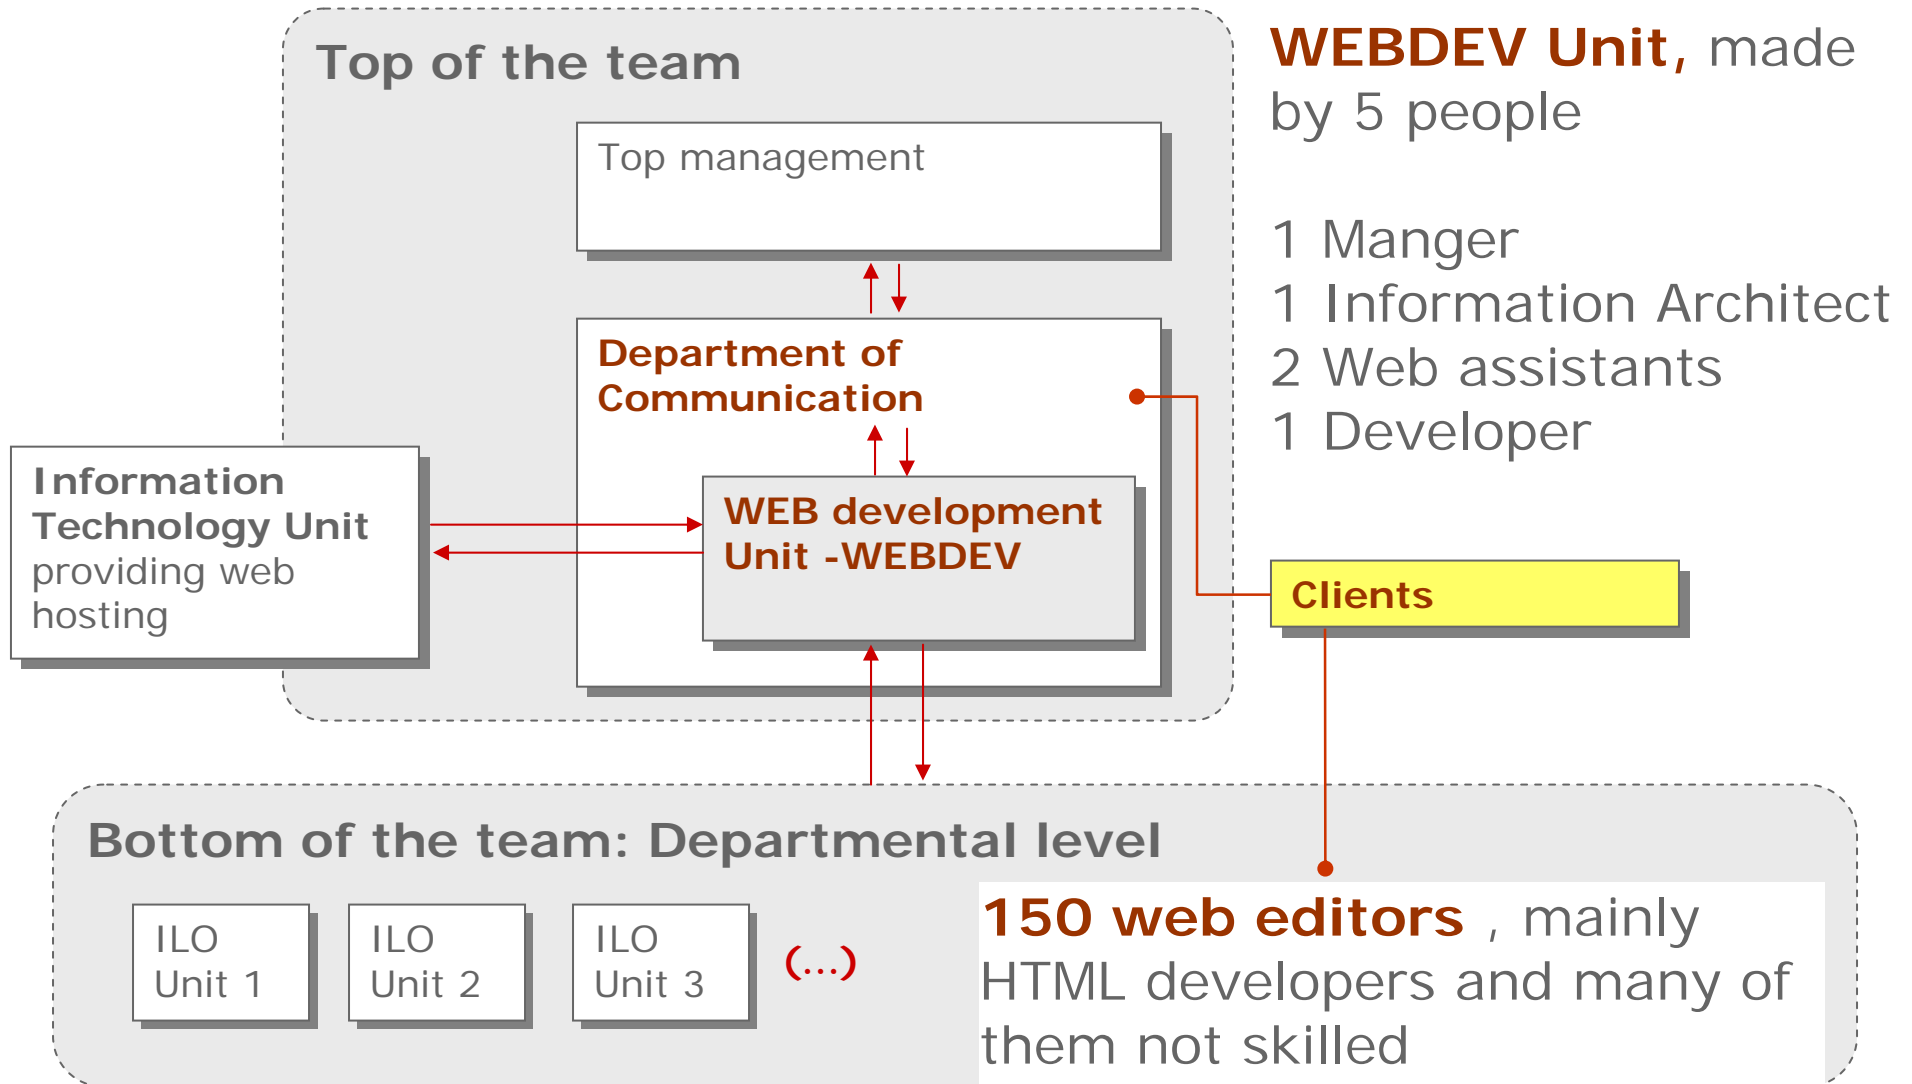 Top of the team
Top management
Department of
Communication
WEB development
Unit -WEBDEV
Information
Technology Unit
providing web
hosting
WEBDEV Unit, made
by 5 people
1 Manger
1 Information Architect
2 Web assistants
1 Developer
Clients
Bottom of the team: Departmental level
ILO
Unit 1
ILO
Unit 2
ILO
Unit 3
(...)
150 web editors , mainly
HTML developers and many of
them not skilled